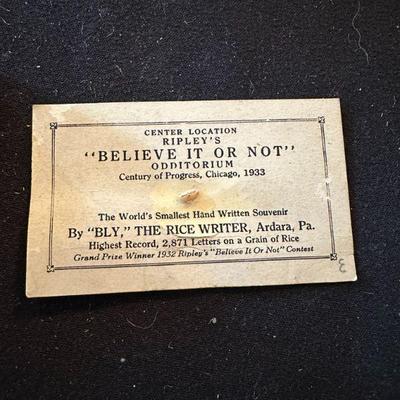 CENTER LOCATION
RIPLEY'S
"BELIEVE IT OR NOT"
ODDITORIUM
Century of Progress, Chicago, 1933
The World's Smallest Hand Written Souvenir
By "BLY," THE RICE WRITER, Ardara, Pa.
Highest Record, 2,871 Letters on a Grain of Rice
Grand Prize Winner 1932 Ripley's "Believe It Or Not" Contest